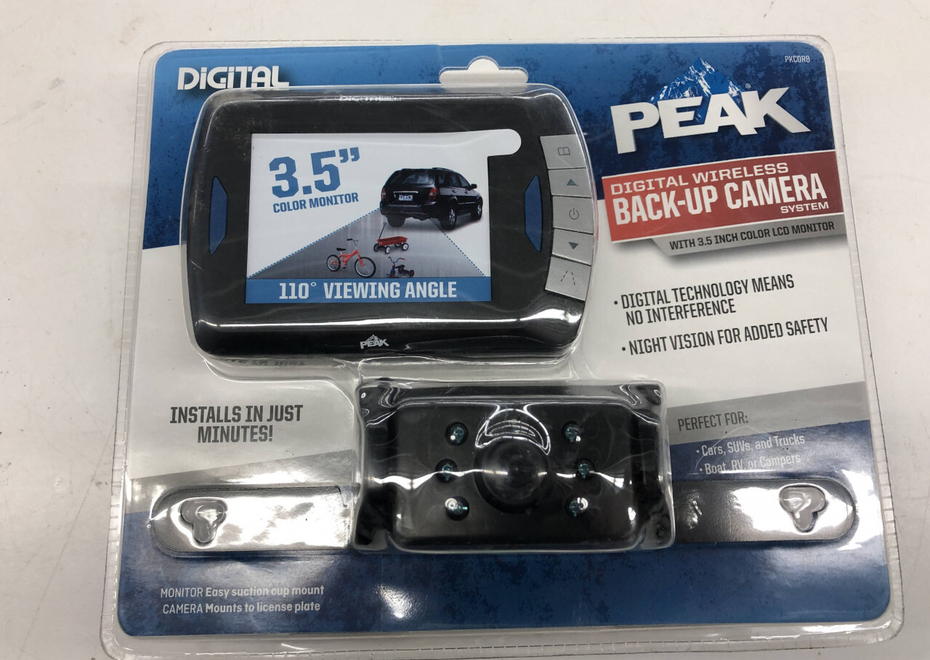 DiGiTAL
PKC0RB
PEAK
3.5”
COLOR MONITOR
110° VIEWING ANGLE
PEAK
DIGITAL WIRELESS
BACK-UP CAMERA
SYSTEM
WITH 3.5 INCH COLOR LCD MONITOR
• DIGITAL TECHNOLOGY MEANS
NO INTERFERENCE
• NIGHT VISION FOR ADDED SAFETY
INSTALLS IN JUST
MINUTES!
PERFECT FOR:
• Cars, SUVs, and Trucks
• Boat, RV, or Campers
MONITOR Easy suction cup mount
CAMERA Mounts to license plate